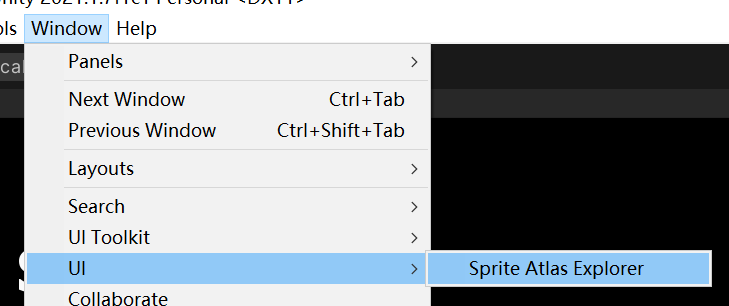 Window Help
Panels
Next Window Ctrl+Tab
Previous Window Ctrl+Shift+Tab
Layouts
Search
UI Toolkit
UI
Sprite Atlas Explorer
Collaborate